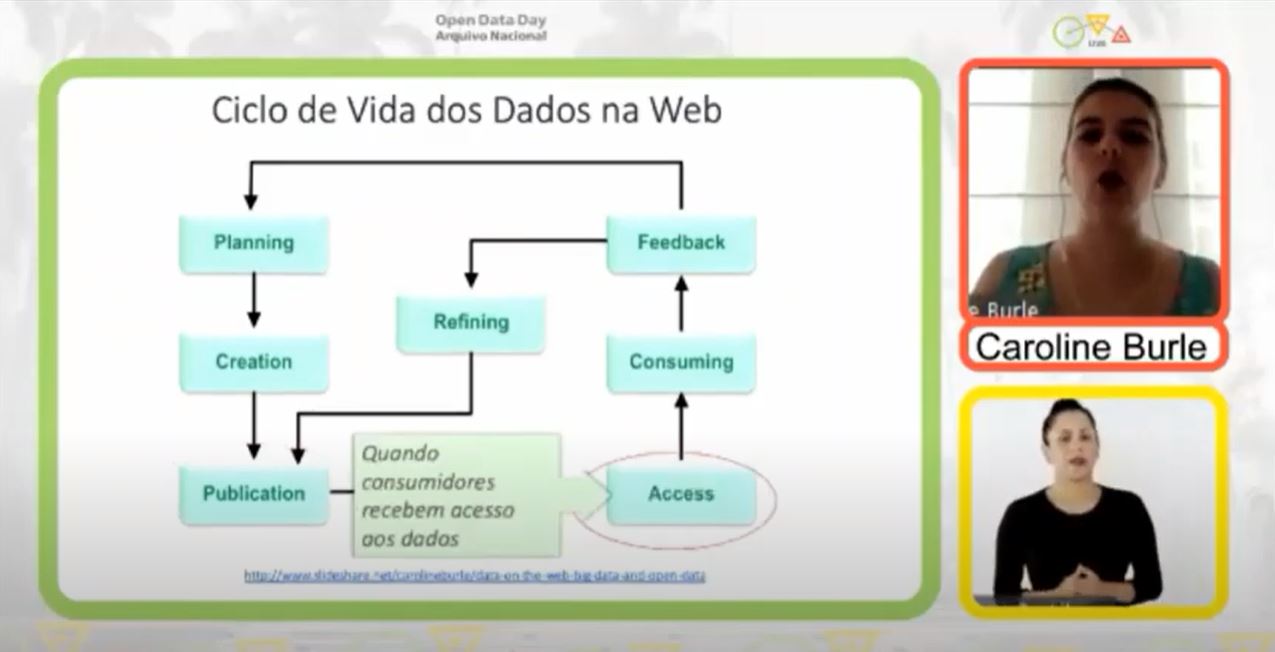 Open Data Day
Arquivo Nacional
Ciclo de Vida dos Dados na Web
Planning
Feedback
Refining
Creation
Consuming
Quando
consumidores
recebem acesso
aos dados
Publication
Access
http://www.slideshare.net/carolineburle/data-on-the-web-big-data-and-open-data
e Burle
Caroline Burle